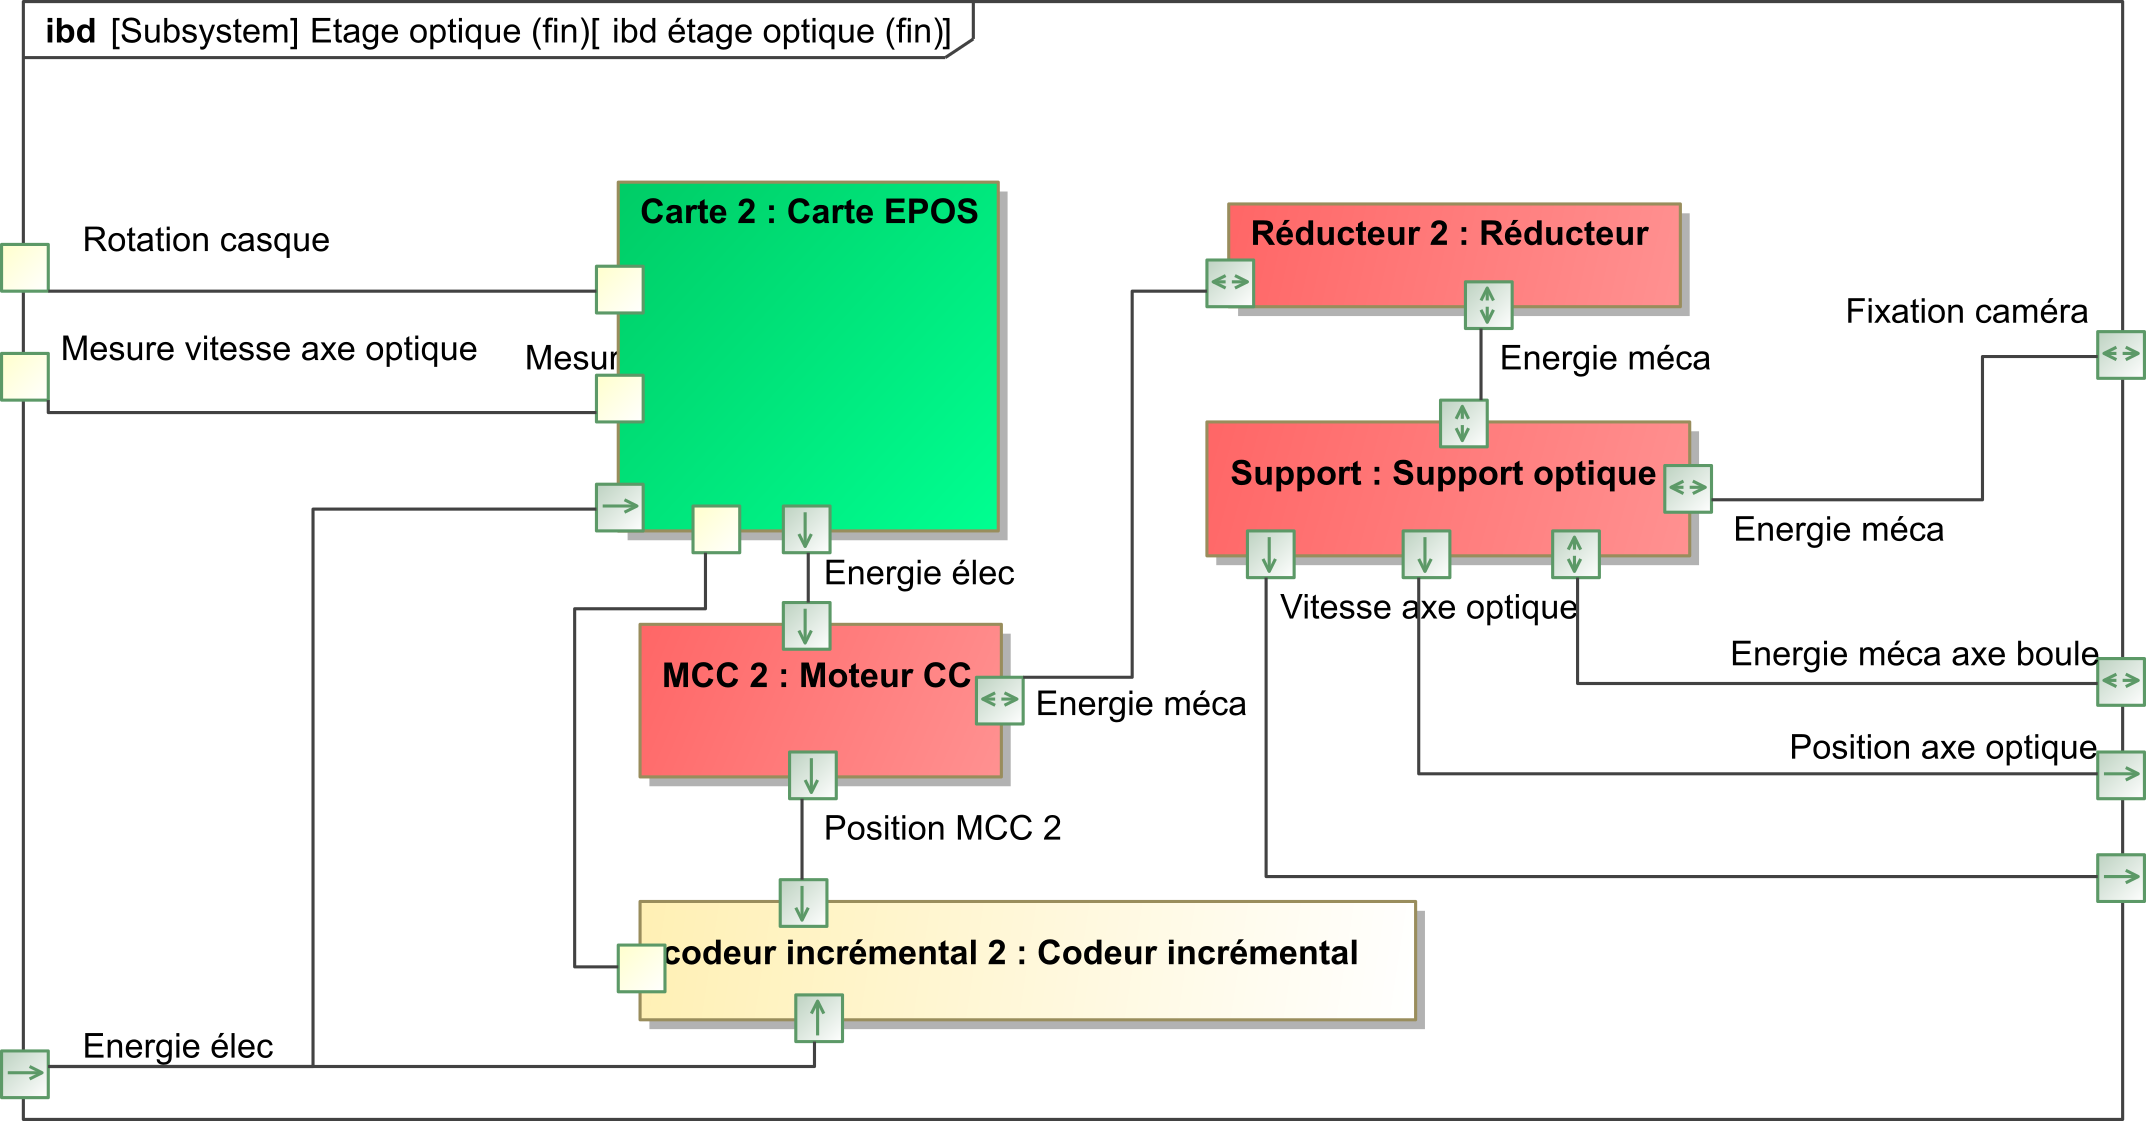 ibd [Subsystem] Etage optique (fin)[ ibd étage optique (fin)]
Rotation casque
Mesure vitesse axe optique
Mesur
Carte 2 : Carte EPOS
Energie élec
MCC 2 : Moteur CC
Energie méca
Position MCC 2
codeur incrémental 2 : Codeur incrémental
Energie élec
Réducteur 2 : Réducteur
Energie méca
Support : Support optique
Fixation caméra
Energie méca
Vitesse axe optique
Energie méca axe boule
Position axe optique